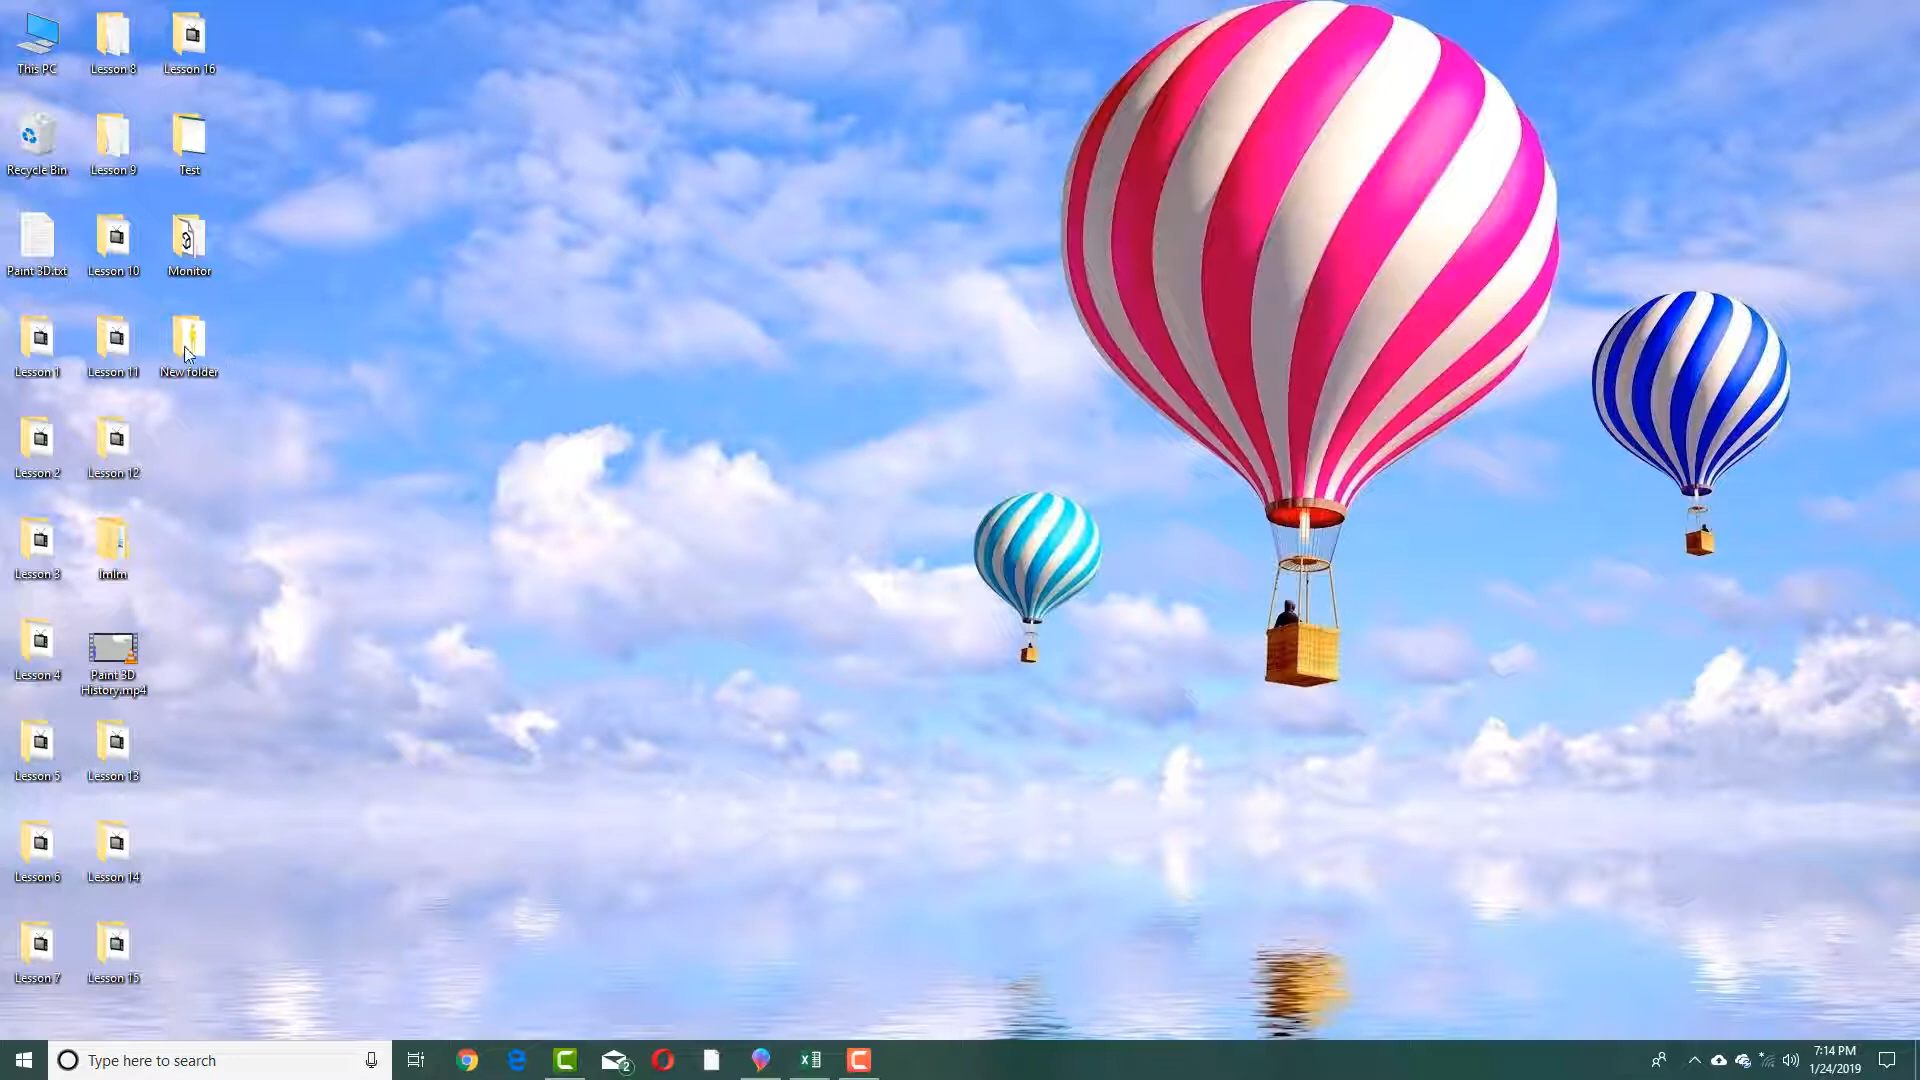 This PC
Lesson 8
Lesson 16
Recycle Bin
Lesson 9
Test
Paint 3D.txt
Lesson 10
Monitor
Lesson 1
Lesson 11
New folder
Lesson 2
Lesson 12
Lesson 3
Imlm
Lesson 4
Paint 3D
History.mp4
Lesson 5
Lesson 13
Lesson 6
Lesson 14
Lesson 7
Lesson 15
Type here to search
2
7:14 PM
1/24/2019